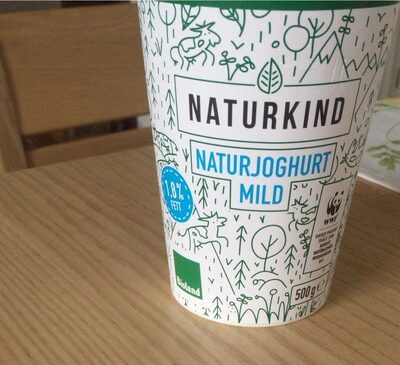 NATURKIND
NATURJOGHURT
MILD
1,8%
FETT
WWF
Bioland
500g